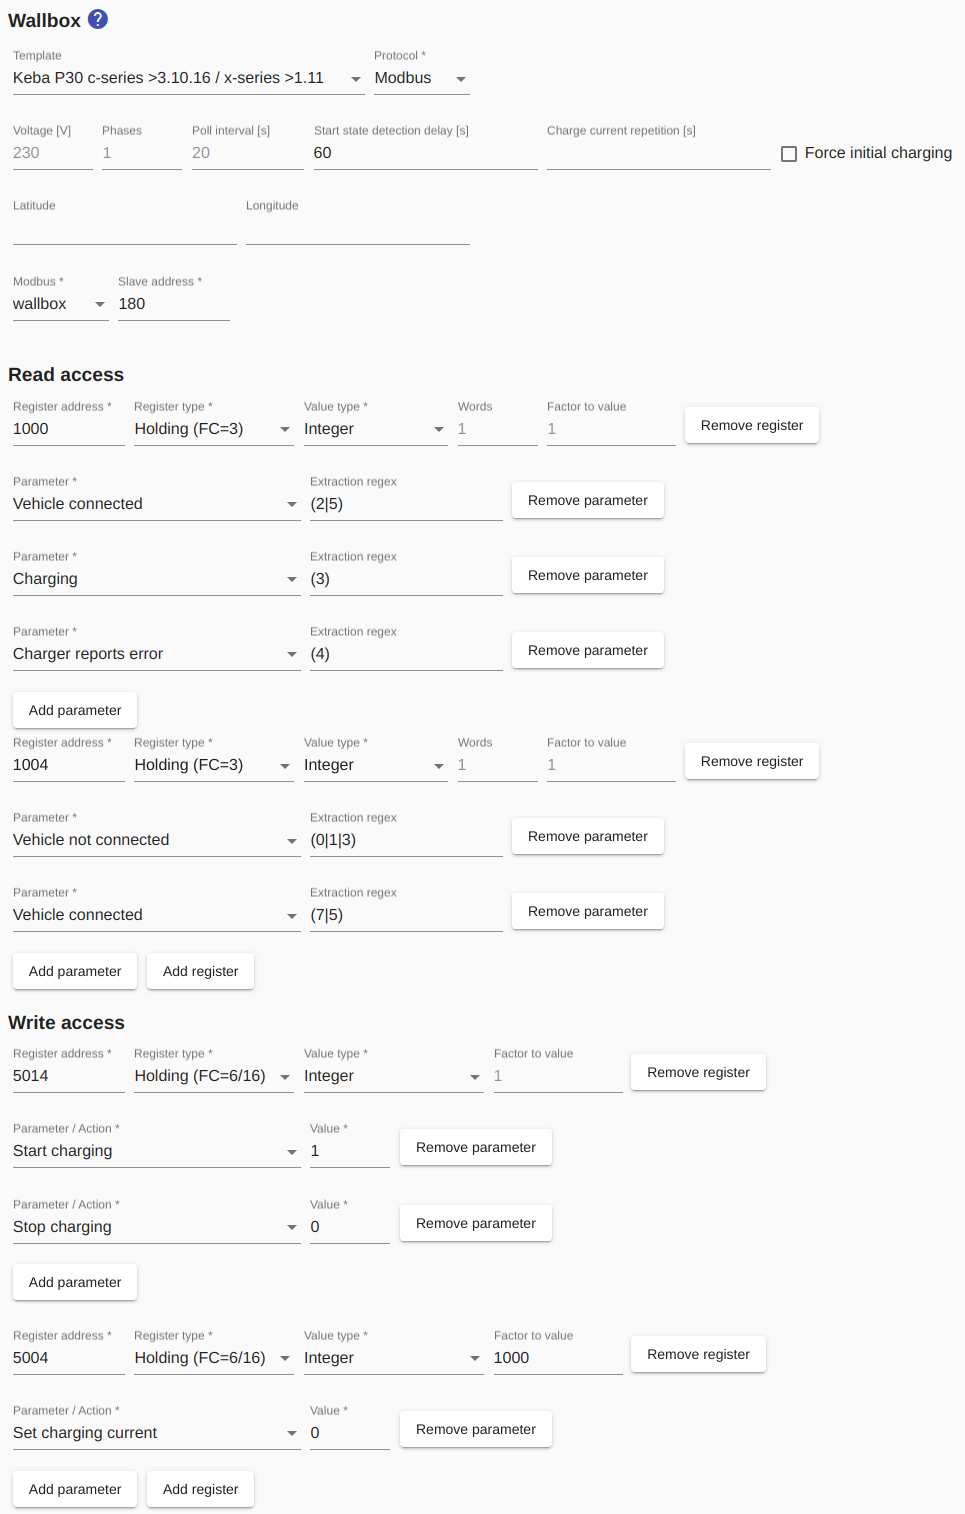 Wallbox ?
Template Protocol *
Keba P30 c-series >3.10.16 / x-series >1.11 Modbus
Voltage [V] Phases Poll interval [s] Start state detection delay [s] Charge current repetition [s]
230 1 20 60 Force initial charging
Latitude Longitude
Modbus * Slave address *
wallbox 180
Read access
Register address * Register type * Value type * Words Factor to value
1000 Holding (FC=3) Integer 1 1 Remove register
Parameter * Extraction regex
Vehicle connected (2|5) Remove parameter
Parameter * Extraction regex
Charging (3) Remove parameter
Parameter * Extraction regex
Charger reports error (4) Remove parameter
Add parameter
Register address * Register type * Value type * Words Factor to value
1004 Holding (FC=3) Integer 1 1 Remove register
Parameter * Extraction regex
Vehicle not connected (0|1|3) Remove parameter
Parameter * Extraction regex
Vehicle connected (7|5) Remove parameter
Add parameter Add register
Write access
Register address * Register type * Value type * Factor to value
5014 Holding (FC=6/16) Integer 1 Remove register
Parameter / Action * Value *
Start charging 1 Remove parameter
Parameter / Action * Value *
Stop charging 0 Remove parameter
Add parameter
Register address * Register type * Value type * Factor to value
5004 Holding (FC=6/16) Integer 1000 Remove register
Parameter / Action * Value *
Set charging current 0 Remove parameter
Add parameter Add register